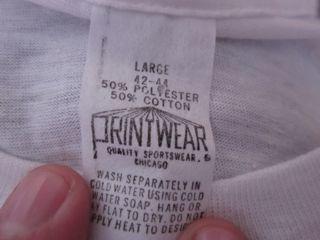 LARGE
42-44
50% POLYESTER
50% COTTON
PRINTWEAR
QUALITY SPORTSWEAR, ®
CHICAGO
WASH SEPARATELY IN
COLD WATER USING COLD
WATER SOAP. HANG OR
FLAT TO DRY. DO NOT
APPLY HEAT TO DESIGN